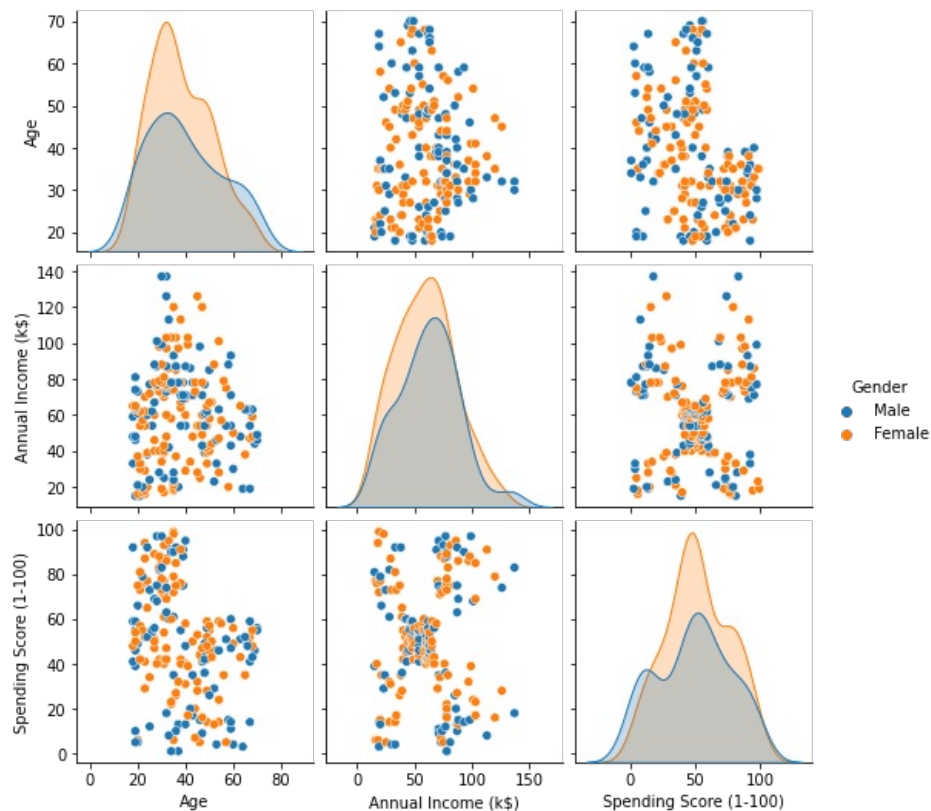 70
60
50
40
30
20
Age
140
120
100
80
60
40
20
Annual Income (k$)
Gender
Male
Female
100
80
60
40
20
0
Spending Score (1-100)
0 20 40 60 80
Age
0 50 100 150
Annual Income (k$)
0 50 100
Spending Score (1-100)